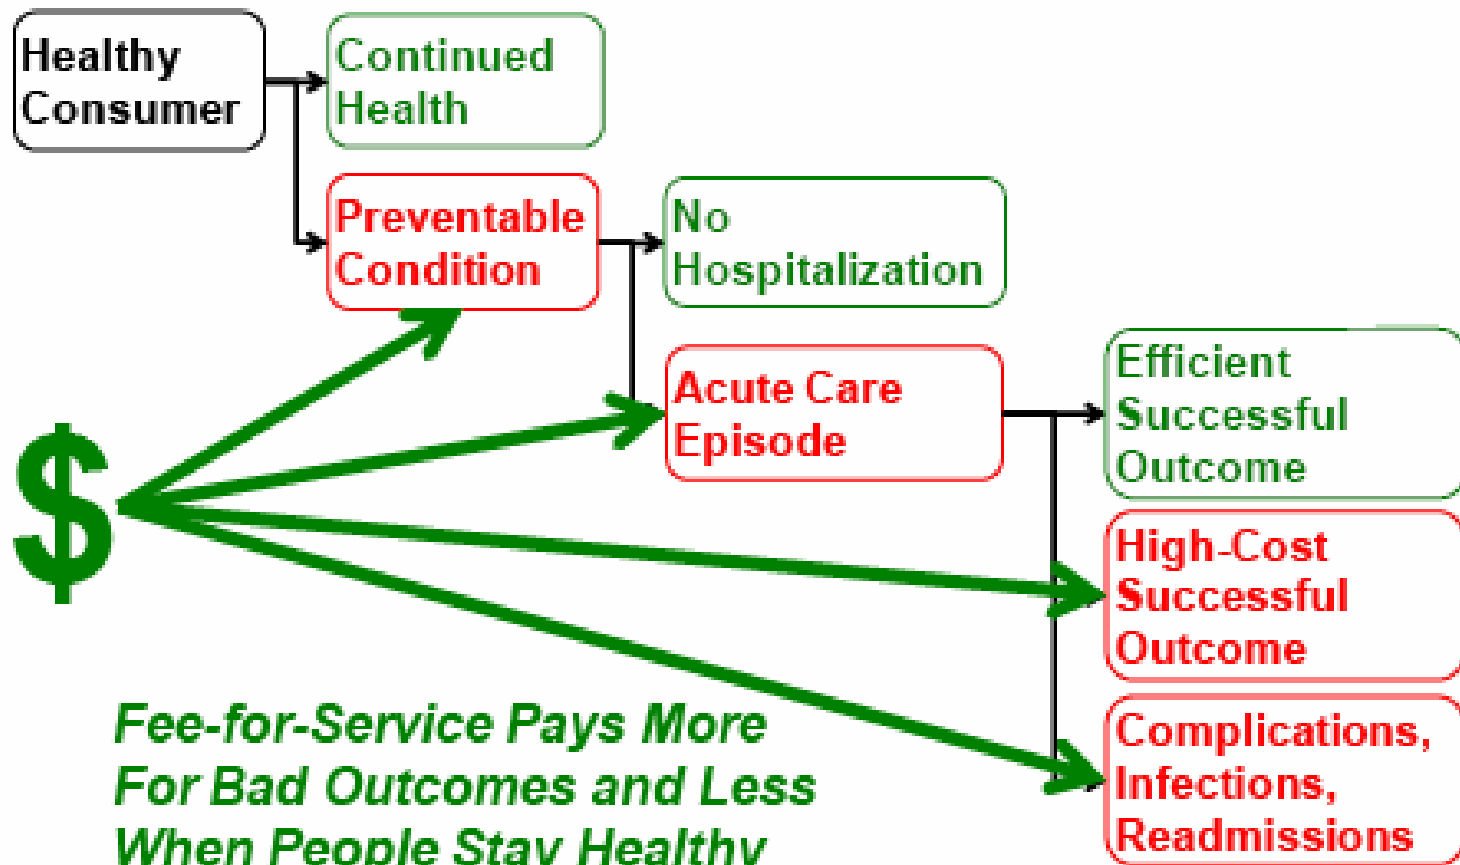 Healthy
Consumer
Continued
Health
Preventable
Condition
No
Hospitalization
Acute Care
Episode
Efficient
Successful
Outcome
High-Cost
Successful
Outcome
Complications,
Infections,
Readmissions
$
Fee-for-Service Pays More
For Bad Outcomes and Less
When People Stay Healthy